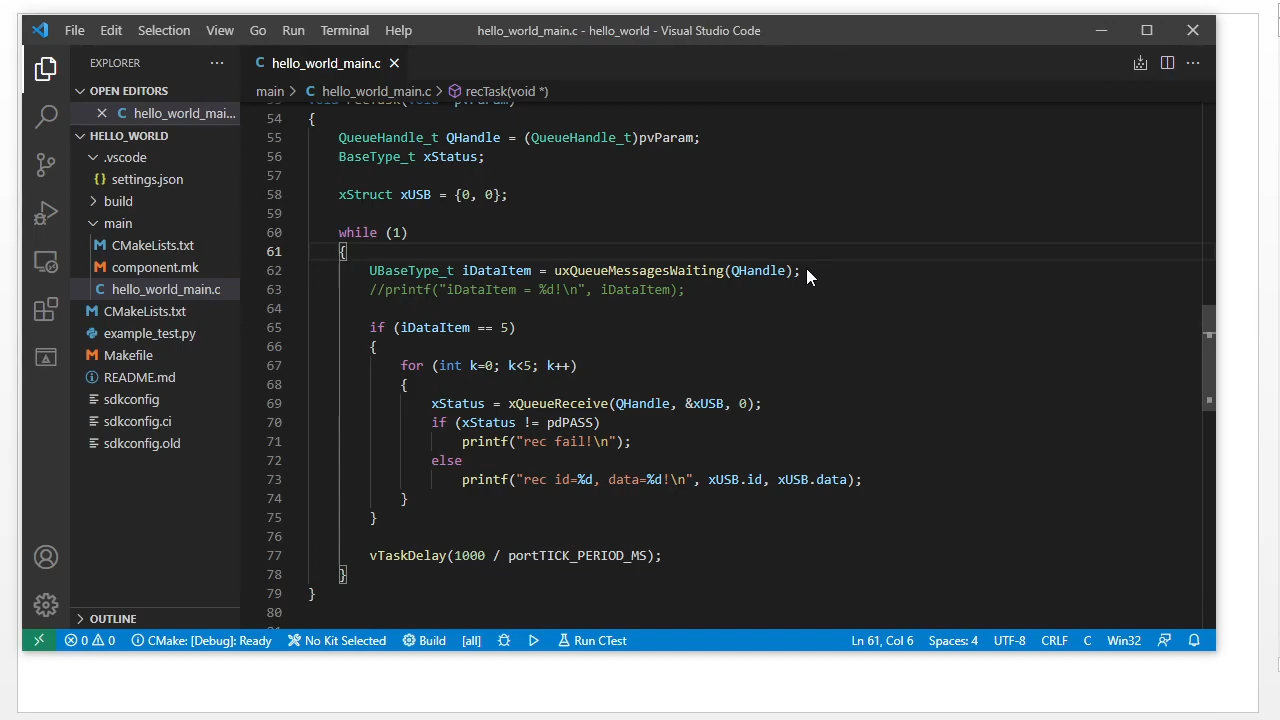 File Edit Selection View Go Run Terminal Help hello_world_main.c - hello_world - Visual Studio Code
EXPLORER
OPEN EDITORS
C hello_world_mai...
HELLO_WORLD
.vscode
{} settings.json
build
main
M CMakeLists.txt
M component.mk
C hello_world_main.c
M CMakeLists.txt
example_test.py
M Makefile
README.md
sdkconfig
sdkconfig.ci
sdkconfig.old
OUTLINE
C hello_world_main.c
main > C hello_world_main.c > recTask(void *)
54 {
55 QueueHandle_t QHandle = (QueueHandle_t)pvParam;
56 BaseType_t xStatus;
57
58 xStruct xUSB = {0, 0};
59
60 while (1)
61 {
62 UBaseType_t iDataItem = uxQueueMessagesWaiting(QHandle);
63 //printf("iDataItem = %d!\n", iDataItem);
64
65 if (iDataItem == 5)
66 {
67 for (int k=0; k<5; k++)
68 {
69 xStatus = xQueueReceive(QHandle, &xUSB, 0);
70 if (xStatus != pdPASS)
71 printf("rec fail!\n");
72 else
73 printf("rec id=%d, data=%d!\n", xUSB.id, xUSB.data);
74 }
75 }
76
77 vTaskDelay(1000 / portTICK_PERIOD_MS);
78 }
79 }
80
0 0 CMake: [Debug]: Ready No Kit Selected Build [all] Run CTest Ln 61, Col 6 Spaces: 4 UTF-8 CRLF C Win32